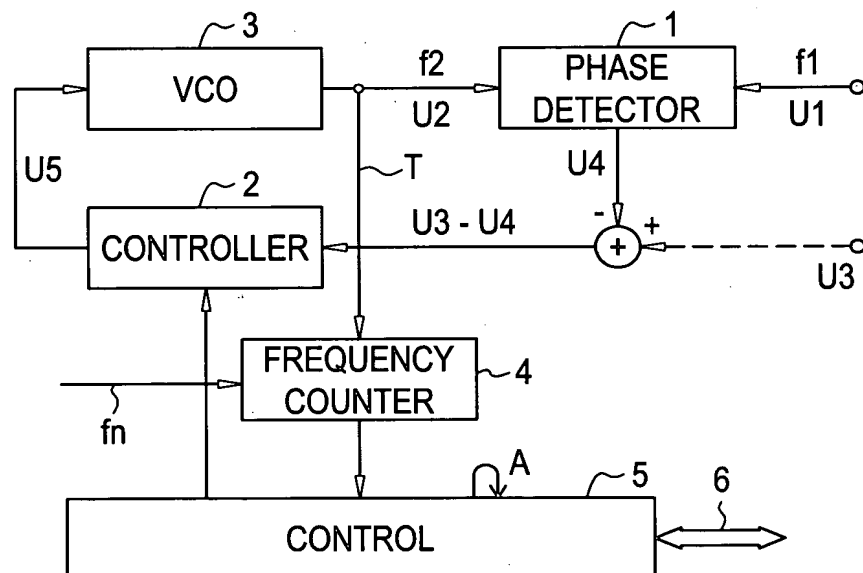 3
VCO
f2
U2
1
PHASE
DETECTOR
f1
U1
U5
T
U4
2
CONTROLLER
U3 - U4
-
+
+
U3
FREQUENCY
COUNTER
4
fn
A
5
6
CONTROL